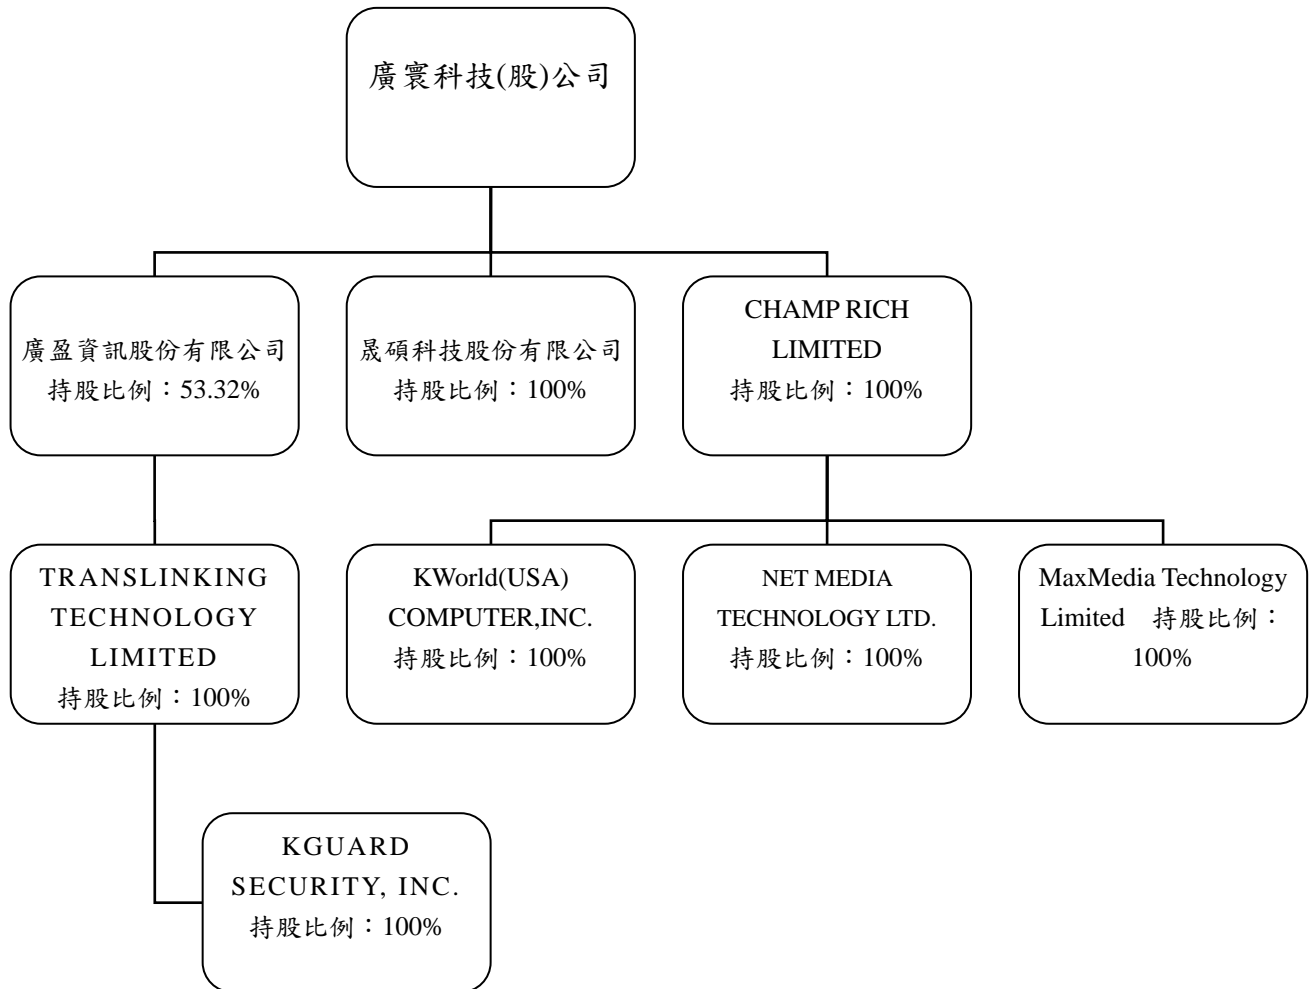 廣寰科技(股)公司
廣盈資訊股份有限公司
持股比例：53.32%
晟碩科技股份有限公司
持股比例：100%
CHAMP RICH
LIMITED
持股比例：100%
TRANSLINKING
TECHNOLOGY
LIMITED
持股比例：100%
KWorld(USA)
COMPUTER,INC.
持股比例：100%
NET MEDIA
TECHNOLOGY LTD.
持股比例：100%
MaxMedia Technology
Limited 持股比例：
100%
KGUARD
SECURITY, INC.
持股比例：100%